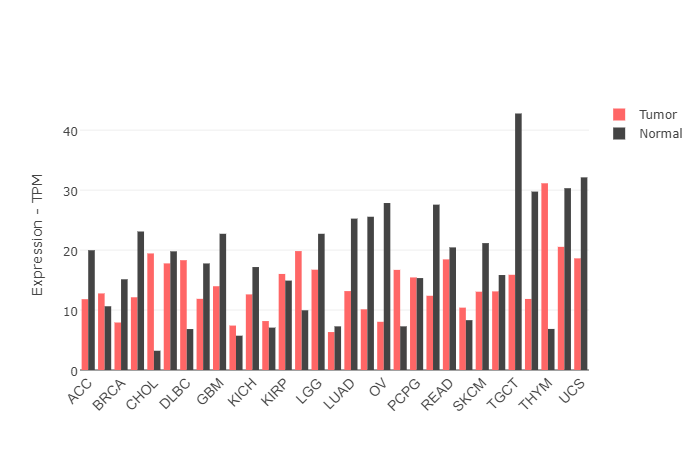 Expression – TPM
40
30
20
10
0
ACC
BRCA
CHOL
DLBC
GBM
KICH
KIRP
LGG
LUAD
OV
PCPG
READ
SKCM
TGCT
THYM
UCS
Tumor
Normal